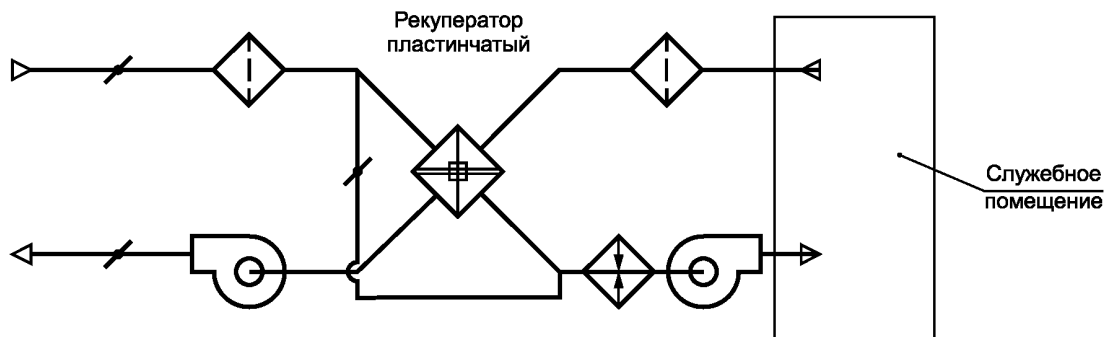 Рекуператор
пластинчатый
Служебное
помещение